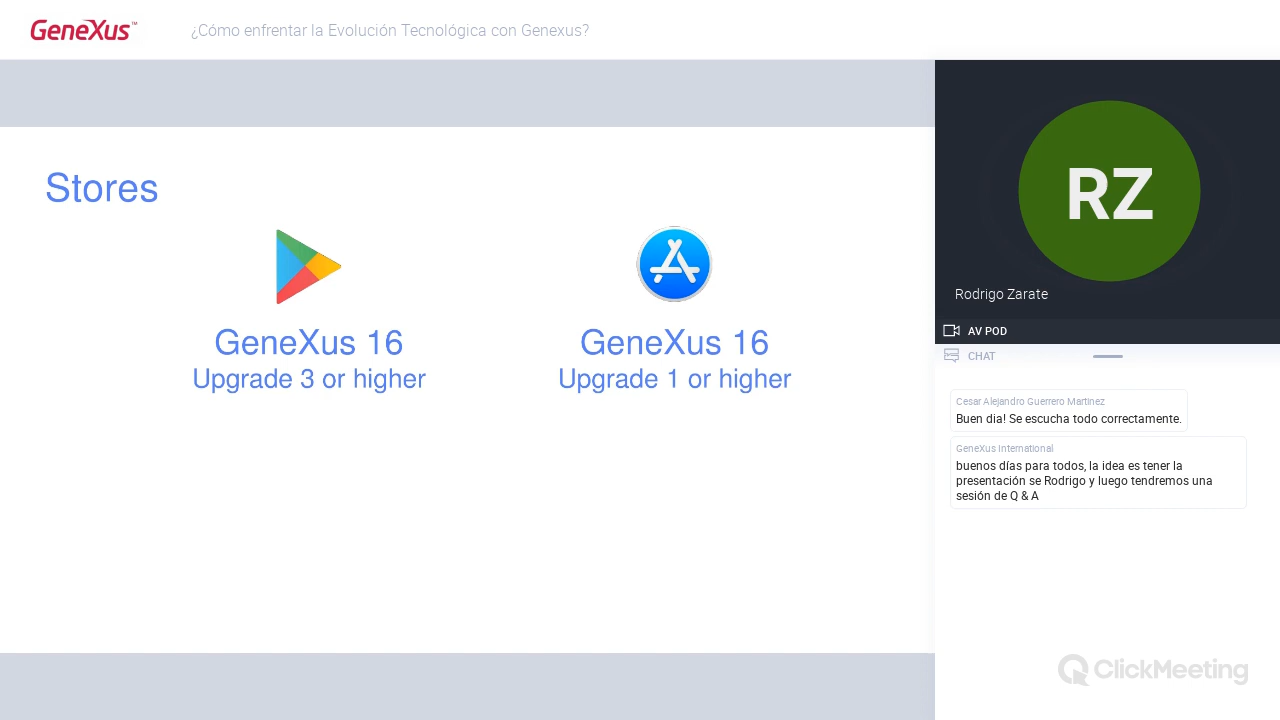 GeneXus™
¿Cómo enfrentar la Evolución Tecnológica con Genexus?
Stores
GeneXus 16
Upgrade 3 or higher
GeneXus 16
Upgrade 1 or higher
RZ
Rodrigo Zarate
AV POD
CHAT
Cesar Alejandro Guerrero Martinez
Buen dia! Se escucha todo correctamente.
GeneXus International
buenos días para todos, la idea es tener la
presentación se Rodrigo y luego tendremos una
sesión de Q & A
ClickMeeting